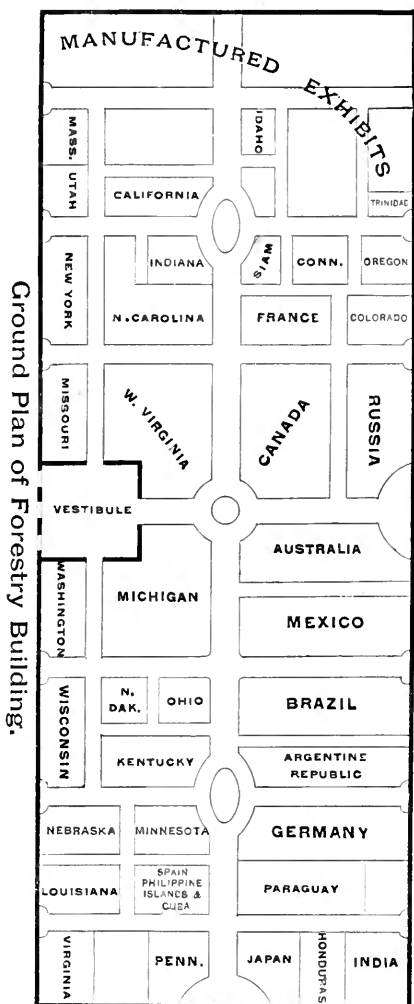 MANUFACTURED EXHIBITS
MASS.
UTAH
CALIFORNIA
IDAHO
TRINIDAD
NEW YORK
INDIANA
SIAM
CONN.
OREGON
N.CAROLINA
FRANCE
COLORADO
MISSOURI
W. VIRGINIA
CANADA
RUSSIA
VESTIBULE
AUSTRALIA
WASHINGTON
MICHIGAN
MEXICO
WISCONSIN
N.
DAK.
OHIO
BRAZIL
KENTUCKY
ARGENTINE
REPUBLIC
NEBRASKA
MINNESOTA
GERMANY
LOUISIANA
SPAIN
PHILIPPINE
ISLANDS &
CUBA
PARAGUAY
VIRGINIA
PENN.
JAPAN
HONDURAS
INDIA
Ground Plan of Forestry Building.